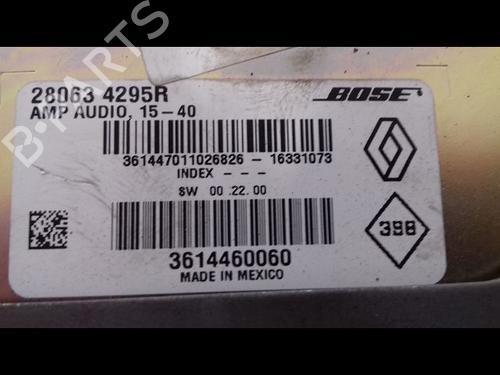 B-PARTS
28063 4295R
BOSE
AMP AUDIO, 15-40
361447011026826 - 16331073
INDEX - - -
SW 00 .22. 00
398
3614460060
MADE IN MEXICO